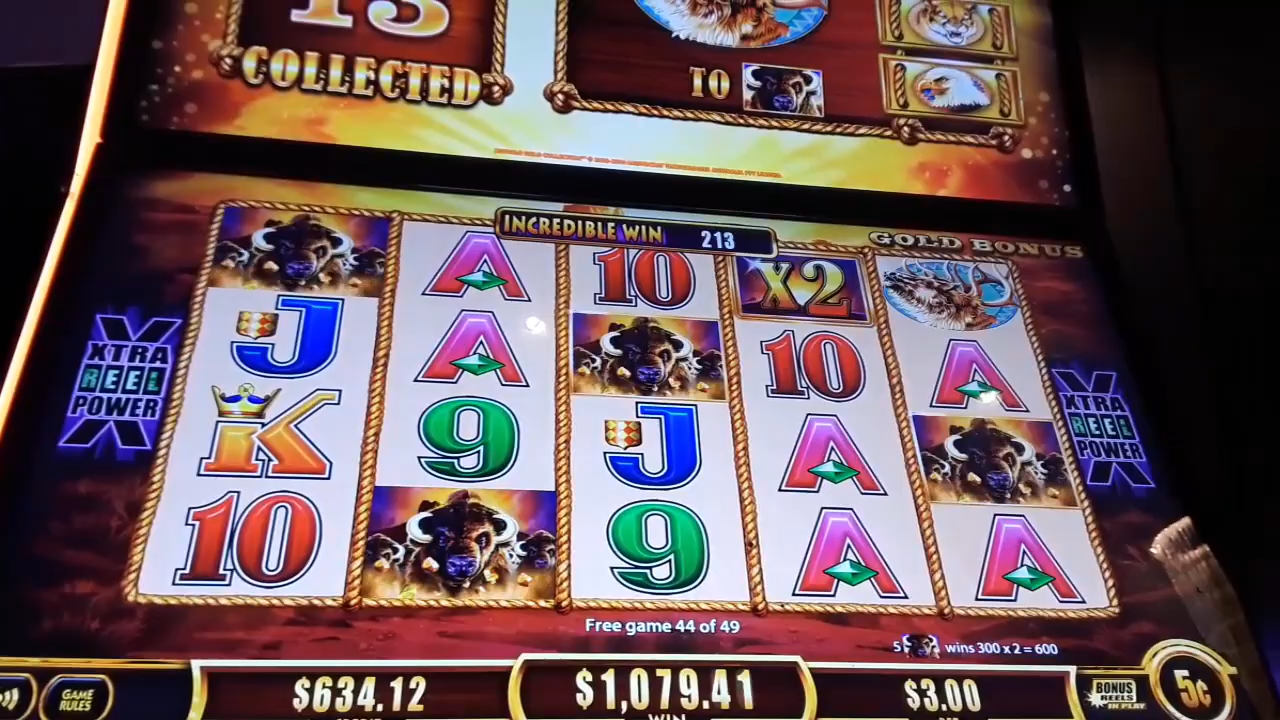 13
COLLECTED
TO
INCREDIBLE WIN 213
GOLD BONUS
A 10 X2
J A 10 A
K 9 J A
10 9 A A
XTRA
REEL
POWER
XTRA
REEL
POWER
Free game 44 of 49
5 wins 300 x 2 = 600
GAME
RULES
$634.12
$1,079.41
WIN
$3.00
BONUS
REELS
IN PLAY
5¢